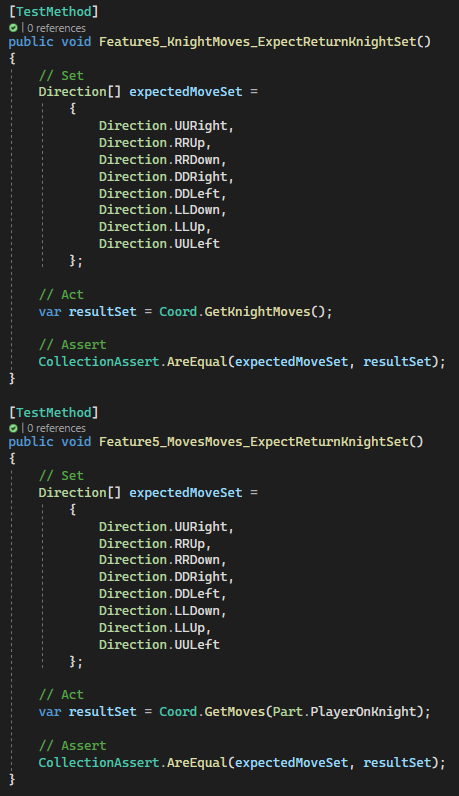 [TestMethod]
| 0 references
public void Feature5_KnightMoves_ExpectReturnKnightSet()
{
// Set
Direction[] expectedMoveSet =
{
Direction.UURight,
Direction.RRUp,
Direction.RRDown,
Direction.DDRight,
Direction.DDLeft,
Direction.LLDown,
Direction.LLUp,
Direction.UULeft
};
// Act
var resultSet = Coord.GetKnightMoves();
// Assert
CollectionAssert.AreEqual(expectedMoveSet, resultSet);
}
[TestMethod]
| 0 references
public void Feature5_MovesMoves_ExpectReturnKnightSet()
{
// Set
Direction[] expectedMoveSet =
{
Direction.UURight,
Direction.RRUp,
Direction.RRDown,
Direction.DDRight,
Direction.DDLeft,
Direction.LLDown,
Direction.LLUp,
Direction.UULeft
};
// Act
var resultSet = Coord.GetMoves(Part.PlayerOnKnight);
// Assert
CollectionAssert.AreEqual(expectedMoveSet, resultSet);
}